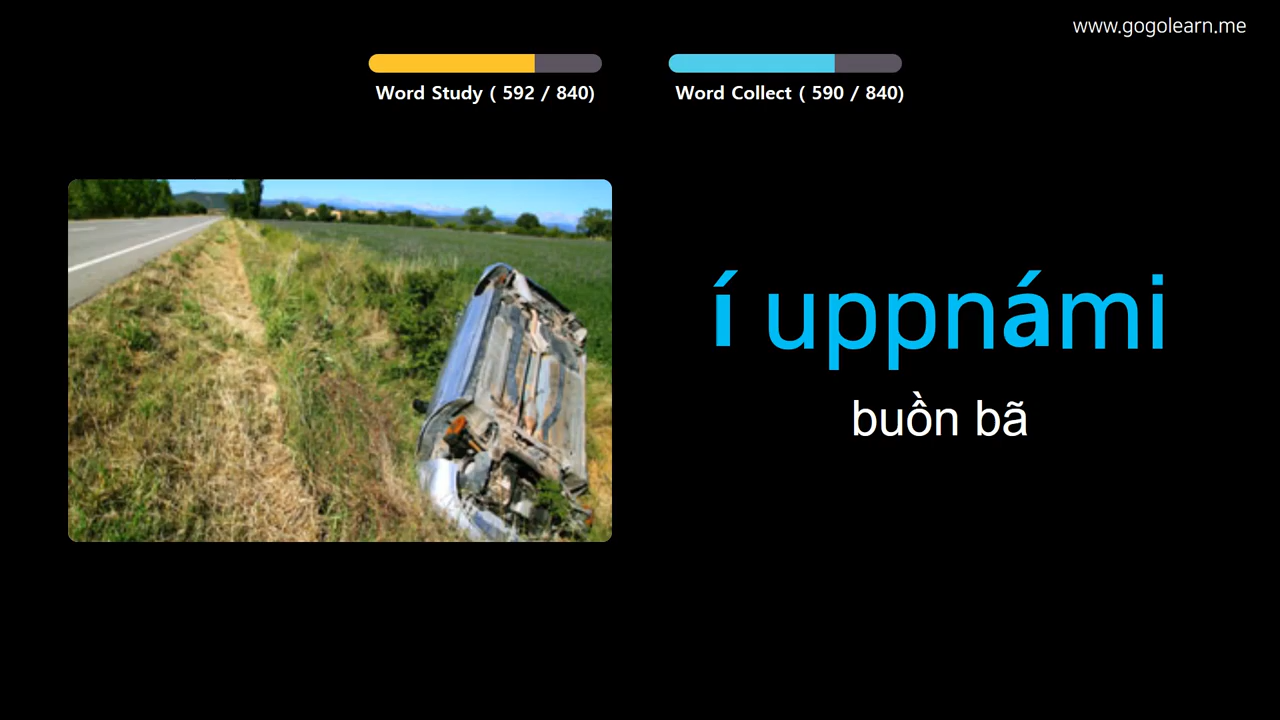 www.gogolearn.me
Word Study ( 592 / 840)
Word Collect ( 590 / 840)
í uppnámi
buồn bã